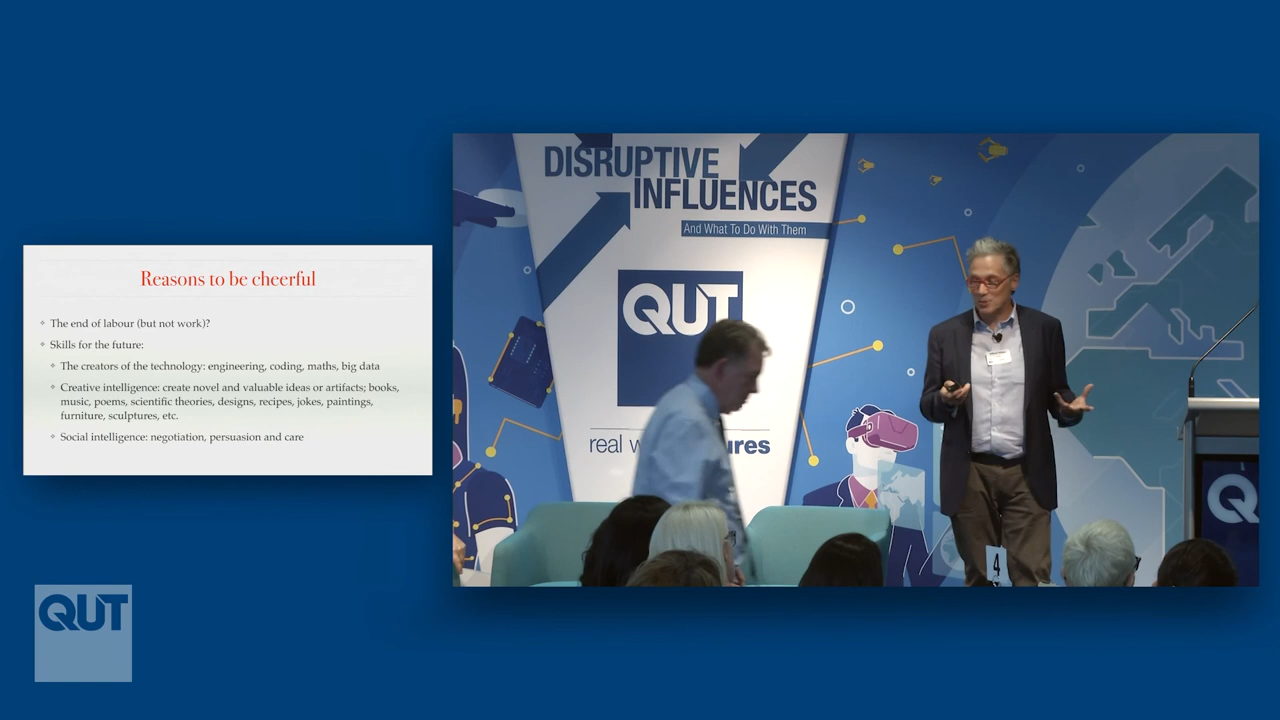 Reasons to be cheerful
The end of labour (but not work)?
Skills for the future:
The creators of the technology: engineering, coding, maths, big data
Creative intelligence: create novel and valuable ideas or artifacts; books,
music, poems, scientific theories, designs, recipes, jokes, paintings,
furniture, sculptures, etc.
Social intelligence: negotiation, persuasion and care
QUT
DISRUPTIVE
INFLUENCES
And What To Do With Them
QUT
real
4